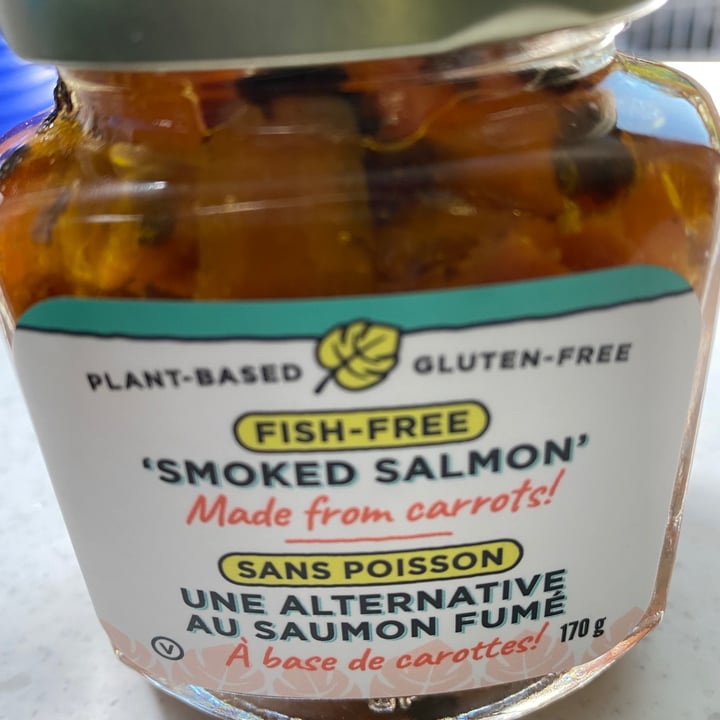 PLANT-BASED GLUTEN-FREE
FISH-FREE
'SMOKED SALMON'
Made from carrots!
SANS POISSON
UNE ALTERNATIVE
AU SAUMON FUMÉ
À base de carottes! 170 g
V